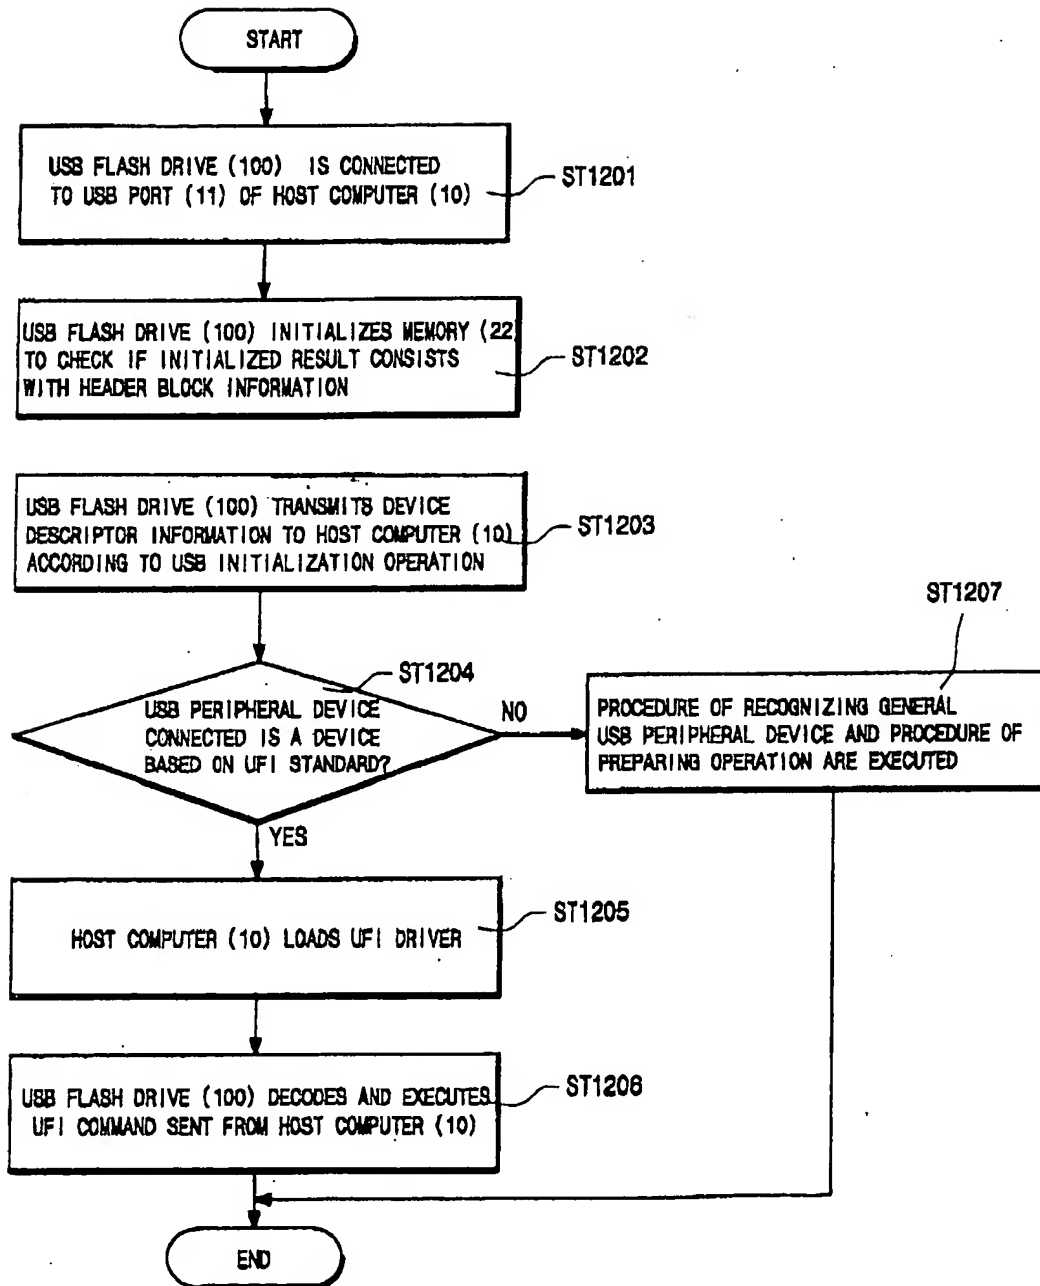 START
USB FLASH DRIVE (100) IS CONNECTED
TO USB PORT (11) OF HOST COMPUTER (10)
ST1201
USB FLASH DRIVE (100) INITIALIZES MEMORY (22)
TO CHECK IF INITIALIZED RESULT CONSISTS
WITH HEADER BLOCK INFORMATION
ST1202
USB FLASH DRIVE (100) TRANSMITS DEVICE
DESCRIPTOR INFORMATION TO HOST COMPUTER (10)
ACCORDING TO USB INITIALIZATION OPERATION
ST1203
ST1204
USB PERIPHERAL DEVICE
CONNECTED IS A DEVICE
BASED ON UFI STANDARD?
NO
YES
ST1207
PROCEDURE OF RECOGNIZING GENERAL
USB PERIPHERAL DEVICE AND PROCEDURE OF
PREPARING OPERATION ARE EXECUTED
HOST COMPUTER (10) LOADS UFI DRIVER
ST1205
USB FLASH DRIVE (100) DECODES AND EXECUTES
UFI COMMAND SENT FROM HOST COMPUTER (10)
ST1206
END